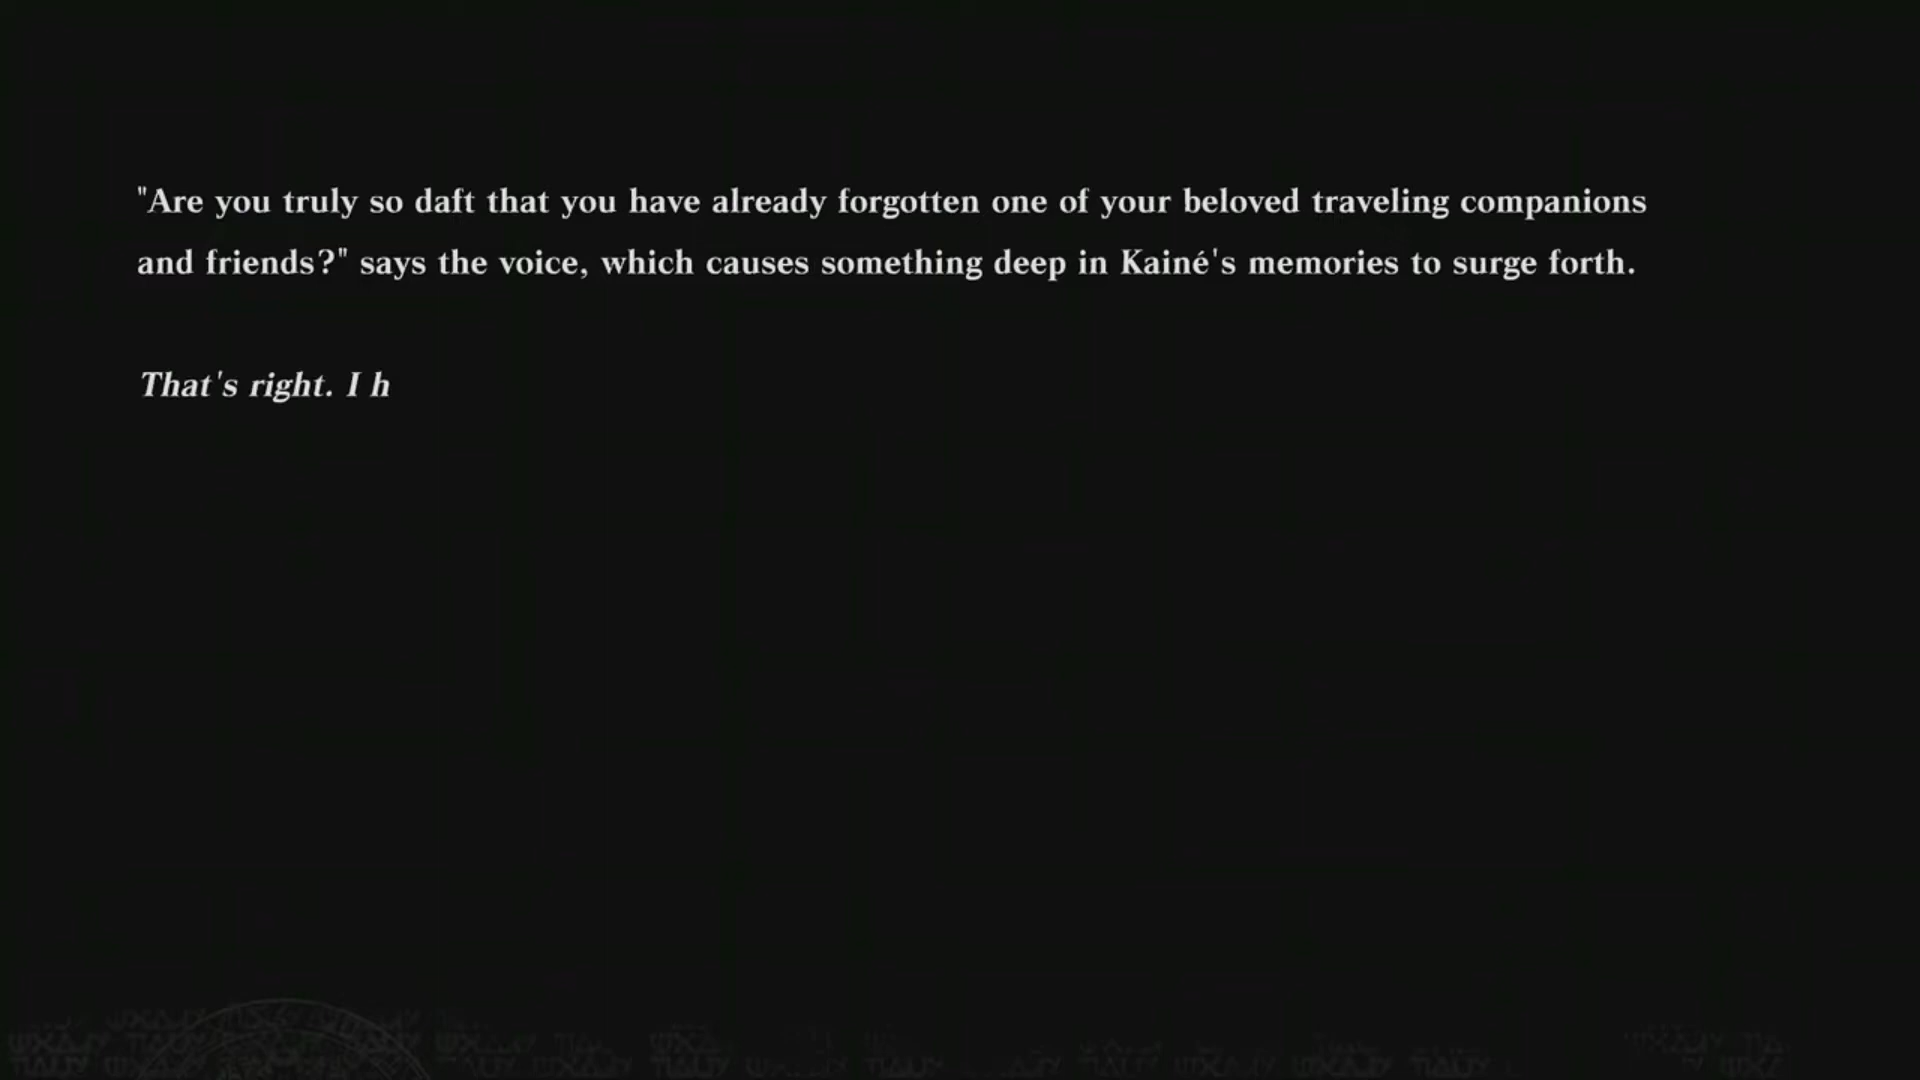 "Are you truly so daft that you have already forgotten one of your beloved traveling companions
and friends?" says the voice, which causes something deep in Kainé's memories to surge forth.
That's right. I h